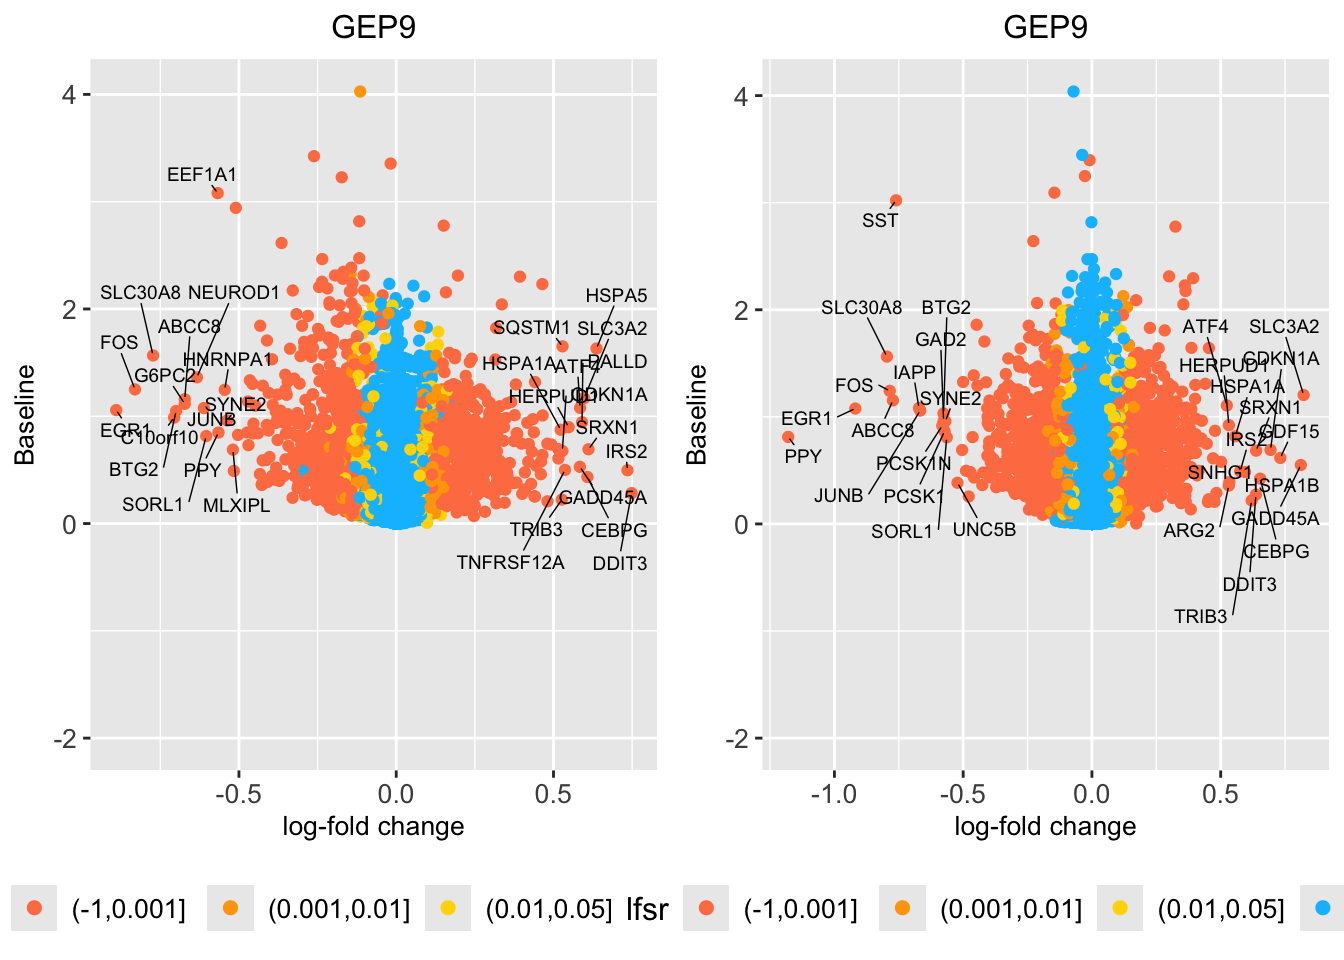 GEP9
4
2
0
-2
Baseline
EEF1A1
SLC30A8 NEUROD1
HSPA5
ABCC8
SQSTM1 SLC3A2
FOS
HNRNPA1
HSPA1A
ATF4
PALLD
G6PC2
SYNE2
HERPUD1
CDKN1A
JUNB
EGR1
C10orf10
SRXN1
IRS2
BTG2
PPY
SORL1
MLXIPL
GADD45A
TRIB3
CEBPG
TNFRSF12A
DDIT3
-0.5
0.0
0.5
log-fold change
GEP9
4
2
0
-2
Baseline
SST
SLC30A8
BTG2
ATF4
SLC3A2
GAD2
HERPUD1
CDKN1A
FOS
IAPP
SYNE2
HSPA1A
EGR1
SRXN1
ABCC8
IRS2
GDF15
PPY
PCSK1N
SNHG1
JUNB
PCSK1
HSPA1B
SORL1
UNC5B
ARG2
GADD45A
CEBPG
DDIT3
TRIB3
-1.0
-0.5
0.0
0.5
log-fold change
(-1,0.001]
(0.001,0.01]
(0.01,0.05]
lfsr
(-1,0.001]
(0.001,0.01]
(0.01,0.05]